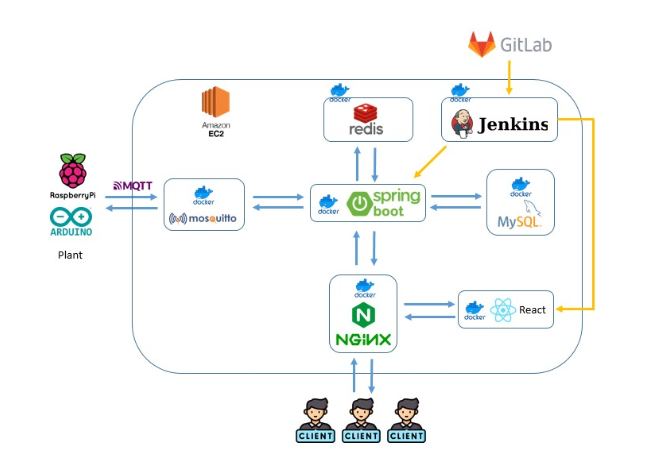 GitLab
docker
docker
Amazon
EC2
redis
Jenkins
RaspberryPi
MQTT
docker
mosquitto
docker
spring
boot
docker
MySQL
ARDUINO
Plant
docker
NGINX
docker
React
CLIENT
CLIENT
CLIENT